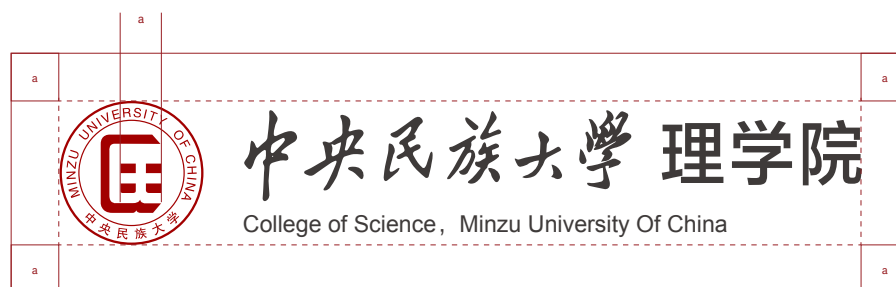 a
a
a
MINZU UNIVERSITY OF CHINA
中央民族大学
中央民族大學 理学院
College of Science，Minzu University Of China
a
a